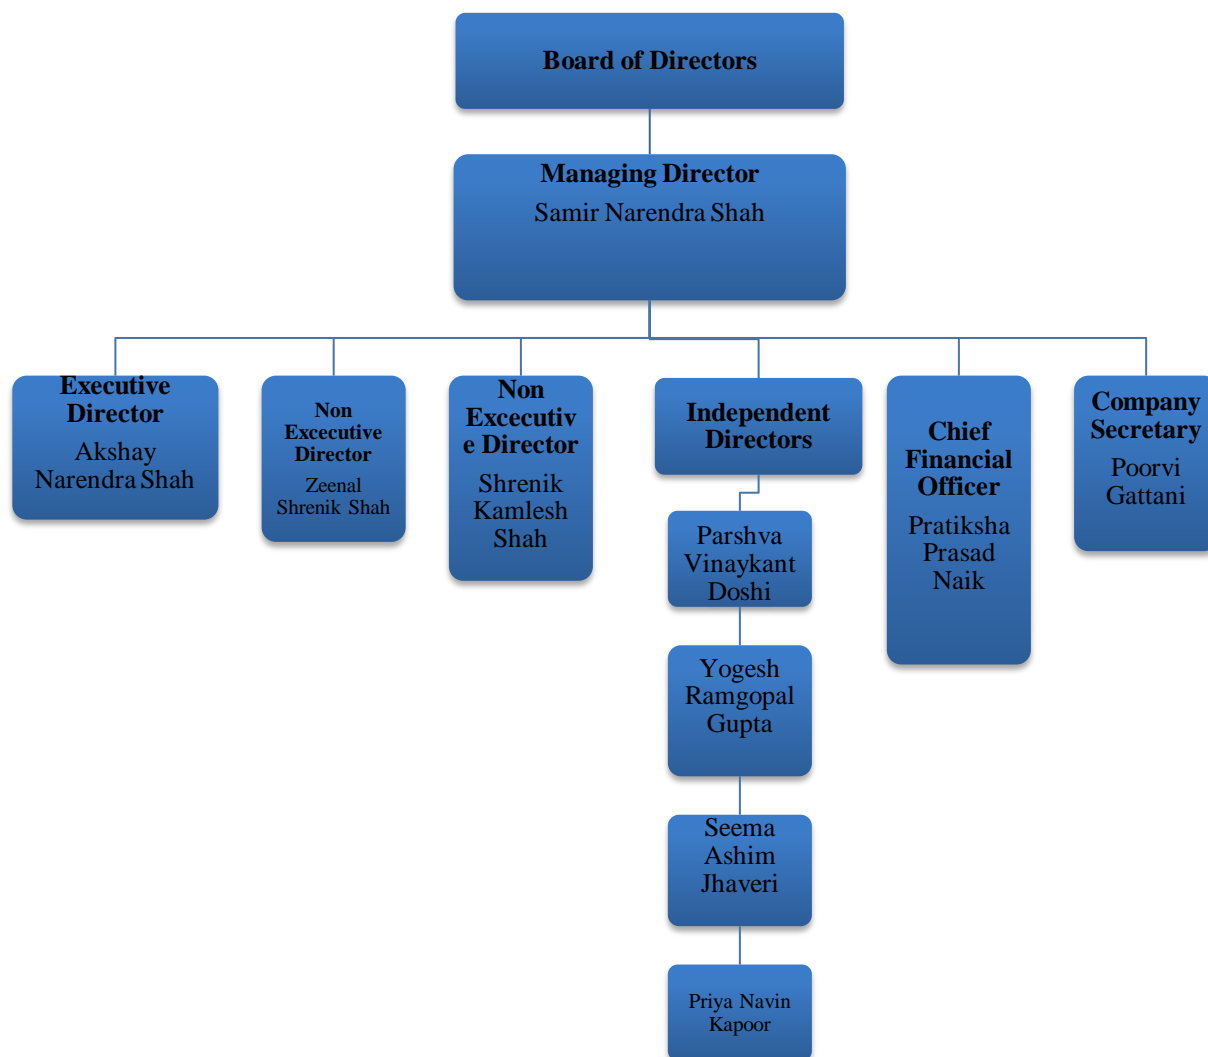 Board of Directors
Managing Director
Samir Narendra Shah
Executive
Director
Akshay
Narendra Shah
Non
Excecutive
Director
Zeenal
Shrenik Shah
Non
Excecutiv
e Director
Shrenik
Kamlesh
Shah
Independent
Directors
Parshva
Vinaykant
Doshi
Yogesh
Ramgopal
Gupta
Seema
Ashim
Jhaveri
Priya Navin
Kapoor
Chief
Financial
Officer
Pratiksha
Prasad
Naik
Company
Secretary
Poorvi
Gattani